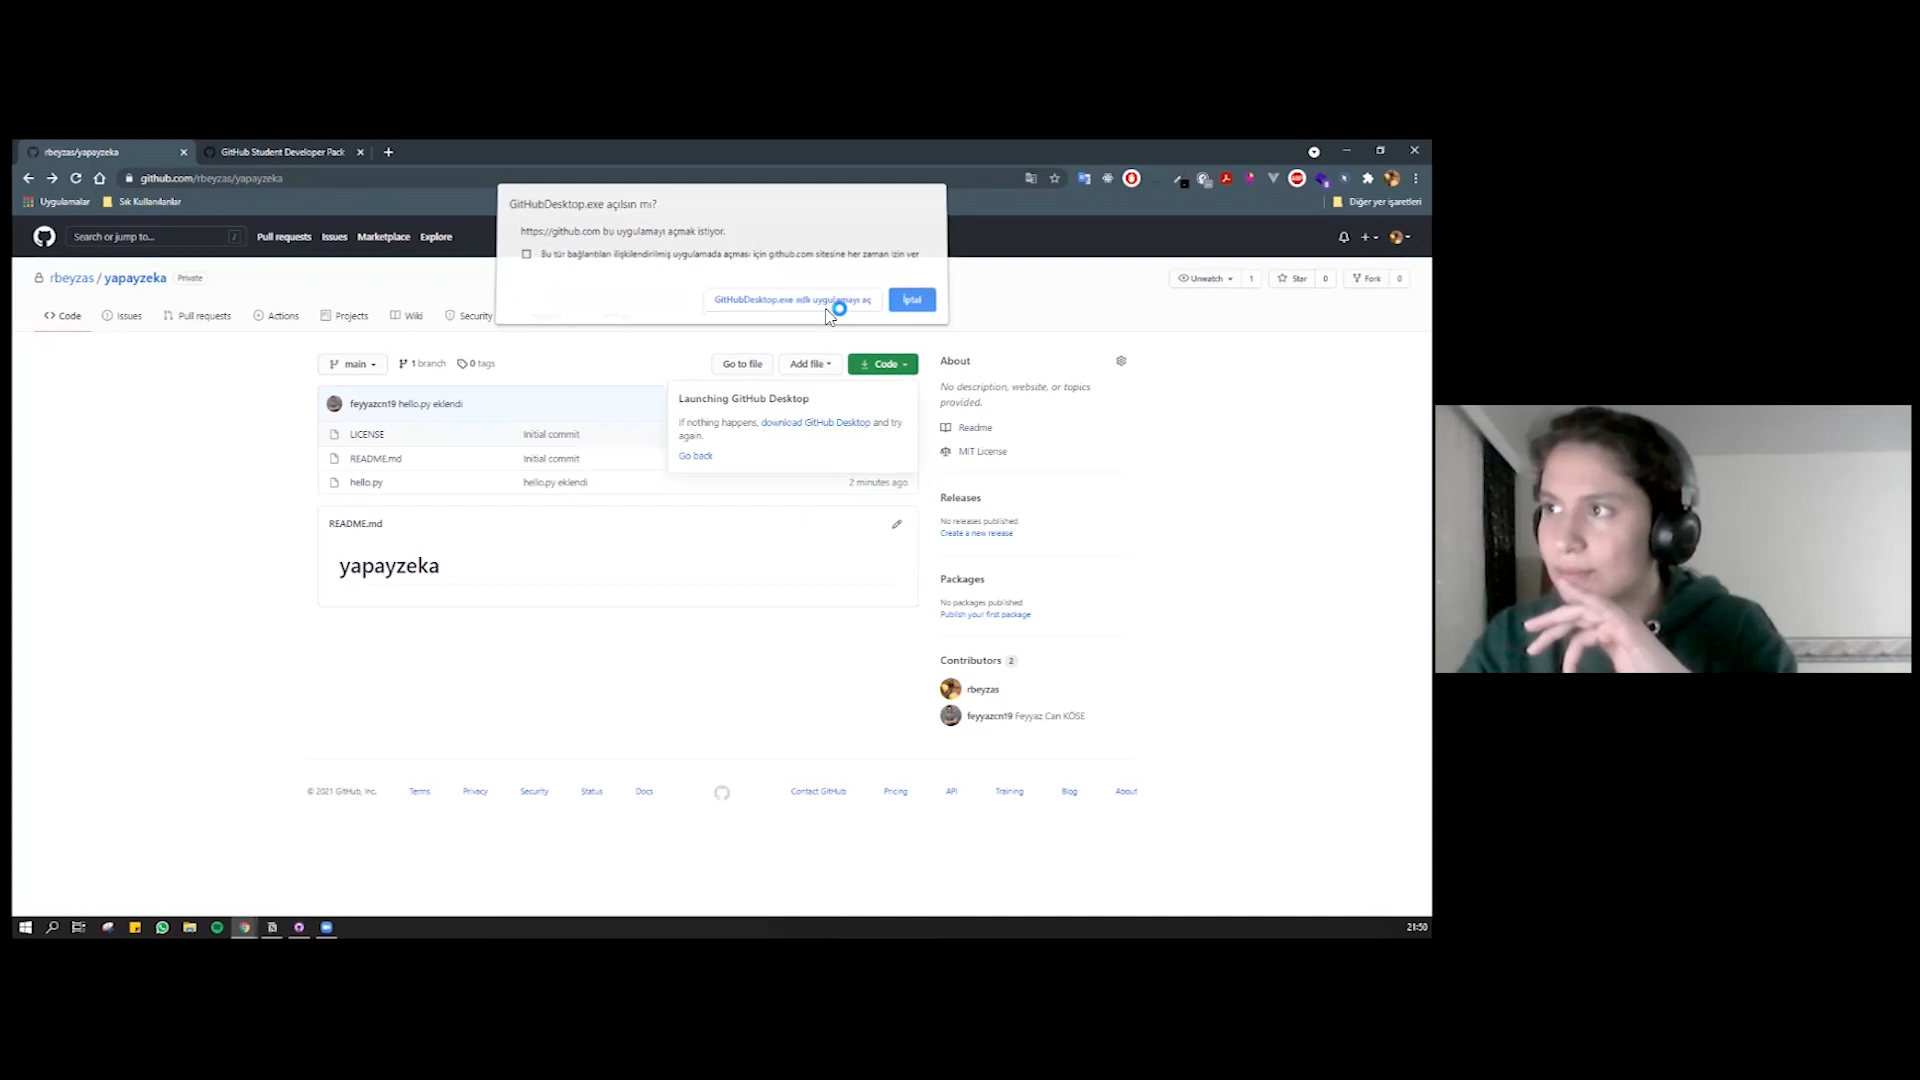 rbeyzas/yapayzeka
GitHub Student Developer Pack
github.com/rbeyzas/yapayzeka
Uygulamalar
Sık Kullanılanlar
Diğer yer işaretleri
GitHubDesktop.exe açılsın mı?
https://github.com bu uygulamayı açmak istiyor.
Bu tür bağlantıları ilişkilendirilmiş uygulamada açması için github.com sitesine her zaman izin ver
GitHubDesktop.exe adlı uygulamayı aç
İptal
Search or jump to...
/
Pull requests
Issues
Marketplace
Explore
rbeyzas / yapayzeka
Private
Unwatch
1
Star
0
Fork
0
Code
Issues
Pull requests
Actions
Projects
Wiki
Security
main
1 branch
0 tags
Go to file
Add file
Code
Launching GitHub Desktop
If nothing happens, download GitHub Desktop and try
again.
Go back
feyyazcn19 hello.py eklendi
LICENSE
Initial commit
README.md
Initial commit
hello.py
hello.py eklendi
2 minutes ago
README.md
yapayzeka
About
No description, website, or topics
provided.
Readme
MIT License
Releases
No releases published
Create a new release
Packages
No packages published
Publish your first package
Contributors 2
rbeyzas
feyyazcn19 Feyyaz Can KÖSE
© 2021 GitHub, Inc.
Terms
Privacy
Security
Status
Docs
Contact GitHub
Pricing
API
Training
Blog
About
21:50